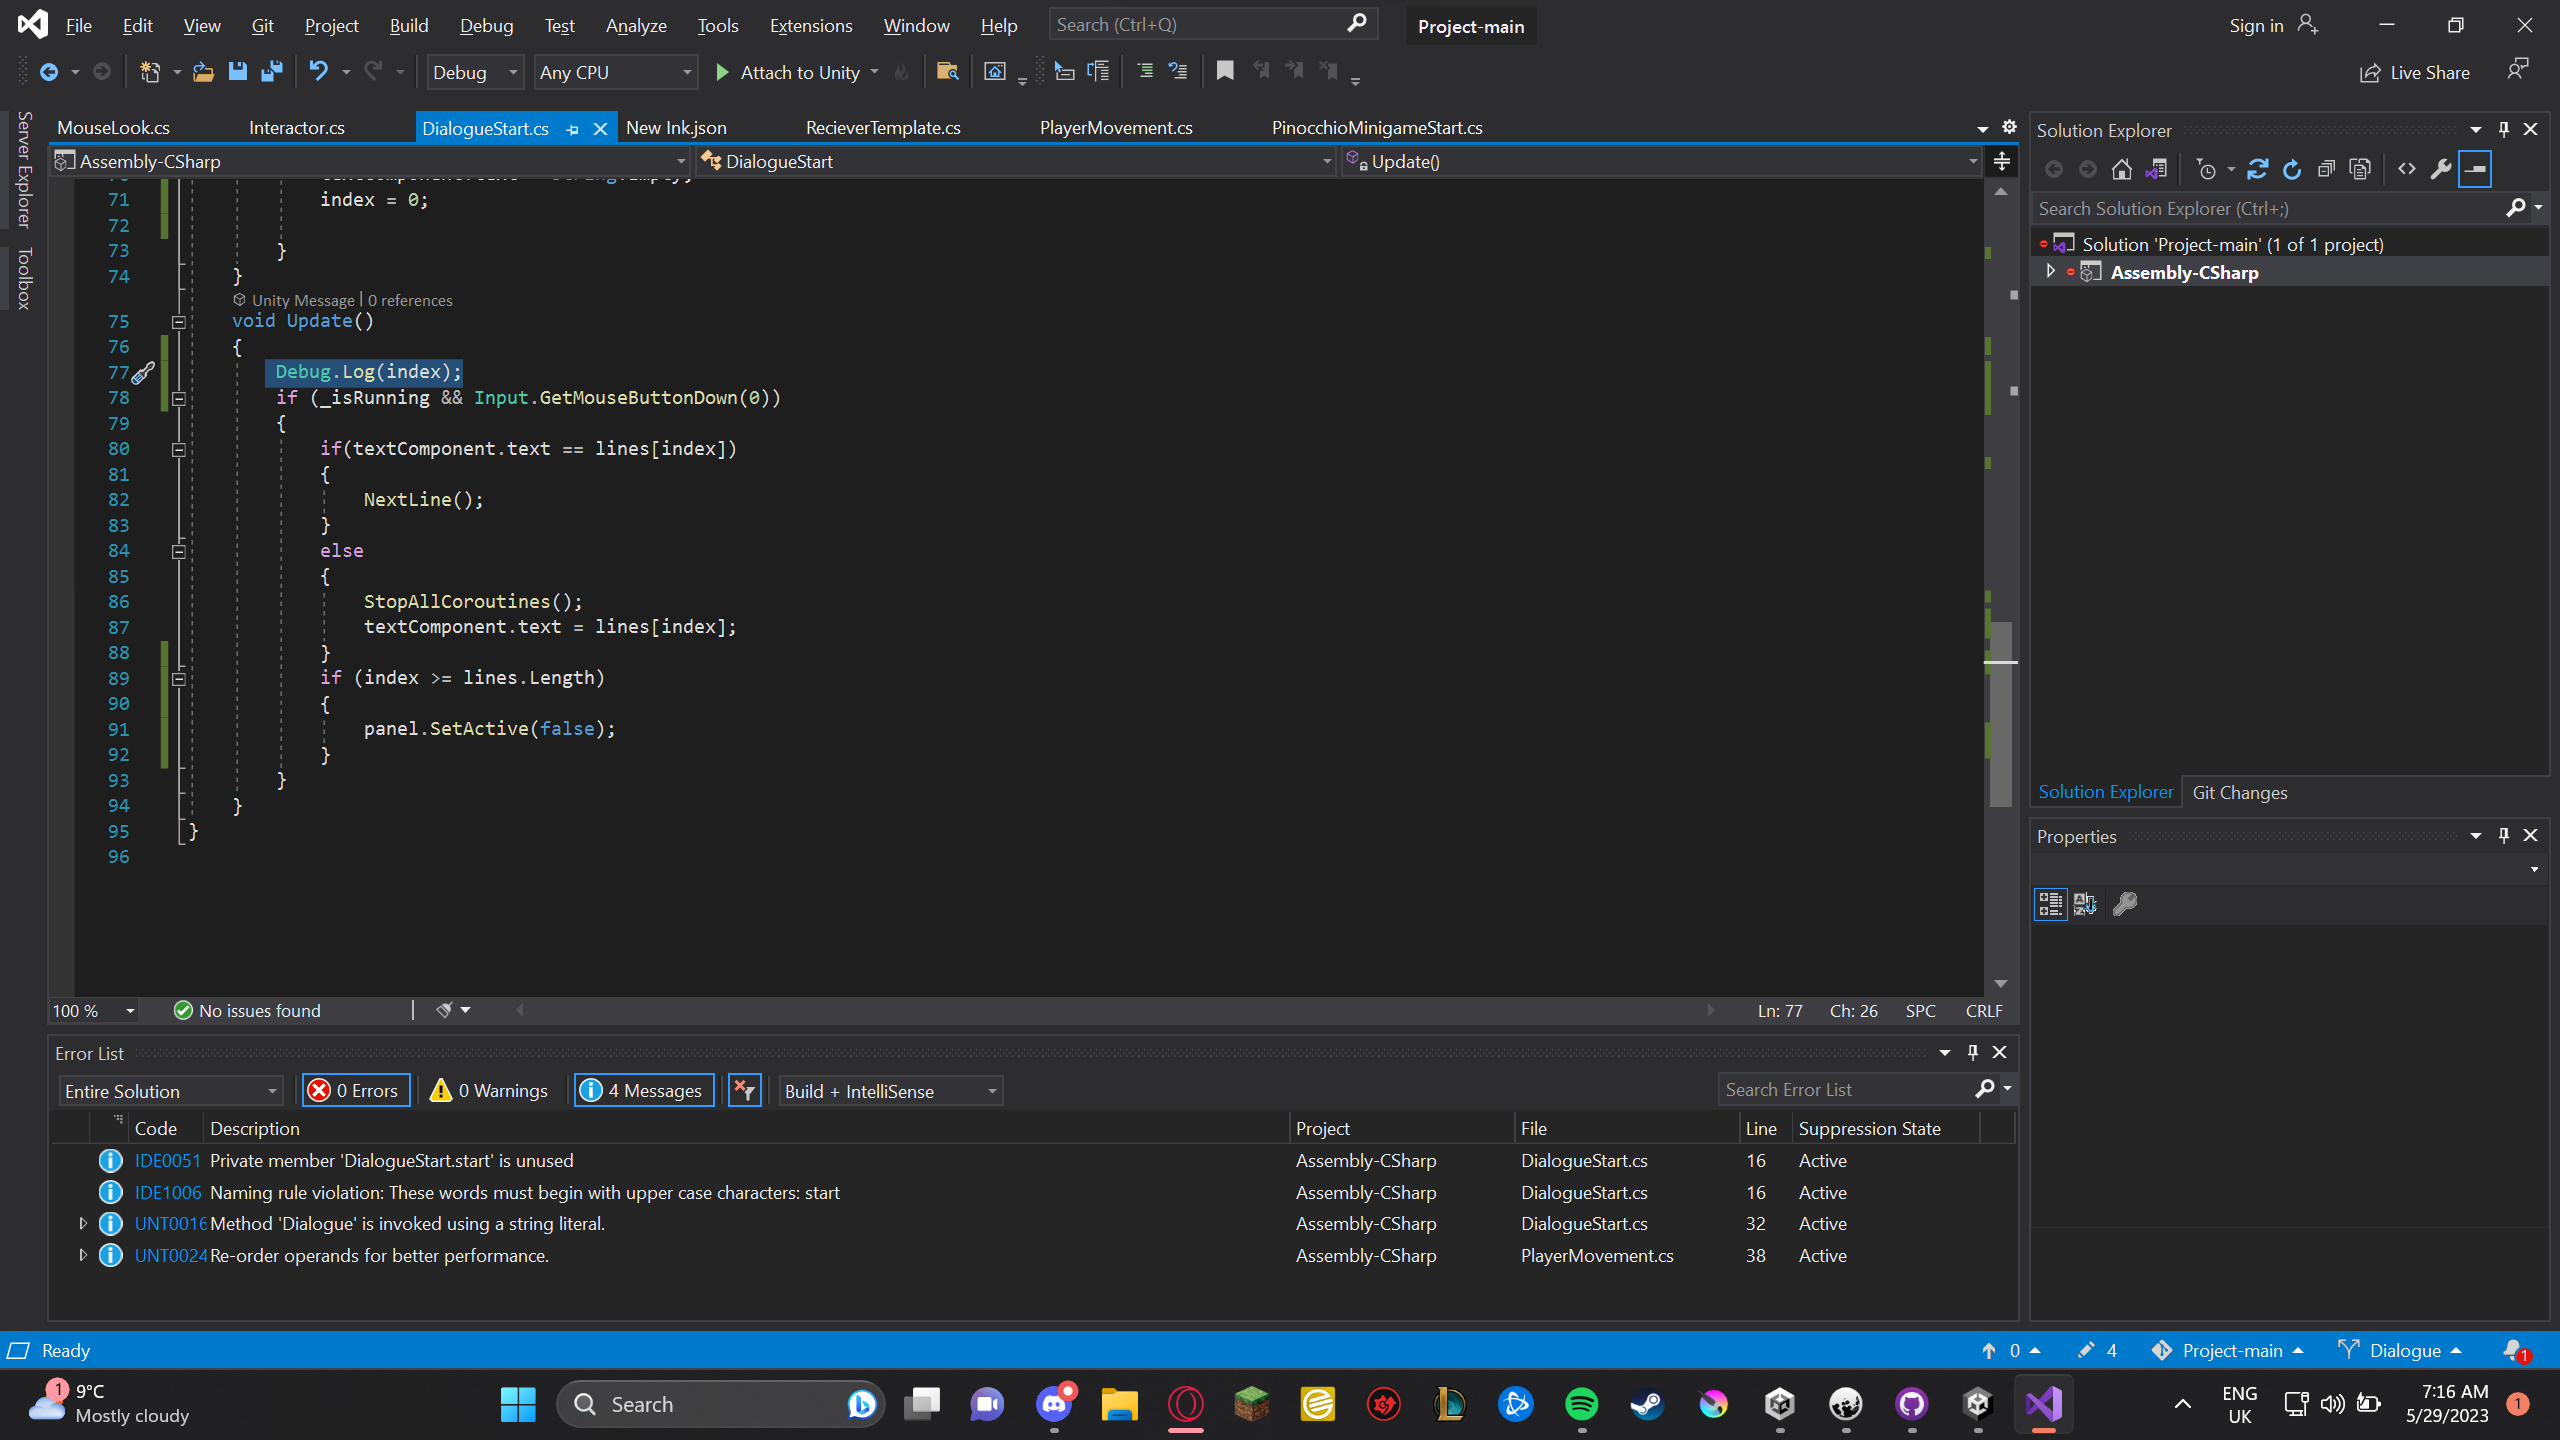 File Edit View Git Project Build Debug Test Analyze Tools Extensions Window Help Search (Ctrl+Q) Project-main Sign in
Debug Any CPU Attach to Unity Live Share
Server Explorer
Toolbox
MouseLook.cs Interactor.cs DialogueStart.cs New Ink.json RecieverTemplate.cs PlayerMovement.cs PinocchioMinigameStart.cs
Assembly-CSharp DialogueStart Update()
71 index = 0;
72
73 }
74 }
Unity Message | 0 references
75 void Update()
76 {
77 Debug.Log(index);
78 if (_isRunning && Input.GetMouseButtonDown(0))
79 {
80 if(textComponent.text == lines[index])
81 {
82 NextLine();
83 }
84 else
85 {
86 StopAllCoroutines();
87 textComponent.text = lines[index];
88 }
89 if (index >= lines.Length)
90 {
91 panel.SetActive(false);
92 }
93 }
94 }
95 }
96
100 % No issues found Ln: 77 Ch: 26 SPC CRLF
Error List
Entire Solution 0 Errors 0 Warnings 4 Messages Build + IntelliSense Search Error List
Code Description Project File Line Suppression State
IDE0051 Private member 'DialogueStart.start' is unused Assembly-CSharp DialogueStart.cs 16 Active
IDE1006 Naming rule violation: These words must begin with upper case characters: start Assembly-CSharp DialogueStart.cs 16 Active
UNT0016 Method 'Dialogue' is invoked using a string literal. Assembly-CSharp DialogueStart.cs 32 Active
UNT0024 Re-order operands for better performance. Assembly-CSharp PlayerMovement.cs 38 Active
Solution Explorer
Search Solution Explorer (Ctrl+;)
Solution 'Project-main' (1 of 1 project)
Assembly-CSharp
Solution Explorer Git Changes
Properties
Ready 0 4 Project-main Dialogue 1
1 9°C
Mostly cloudy
Search
ENG
UK
7:16 AM
5/29/2023
1